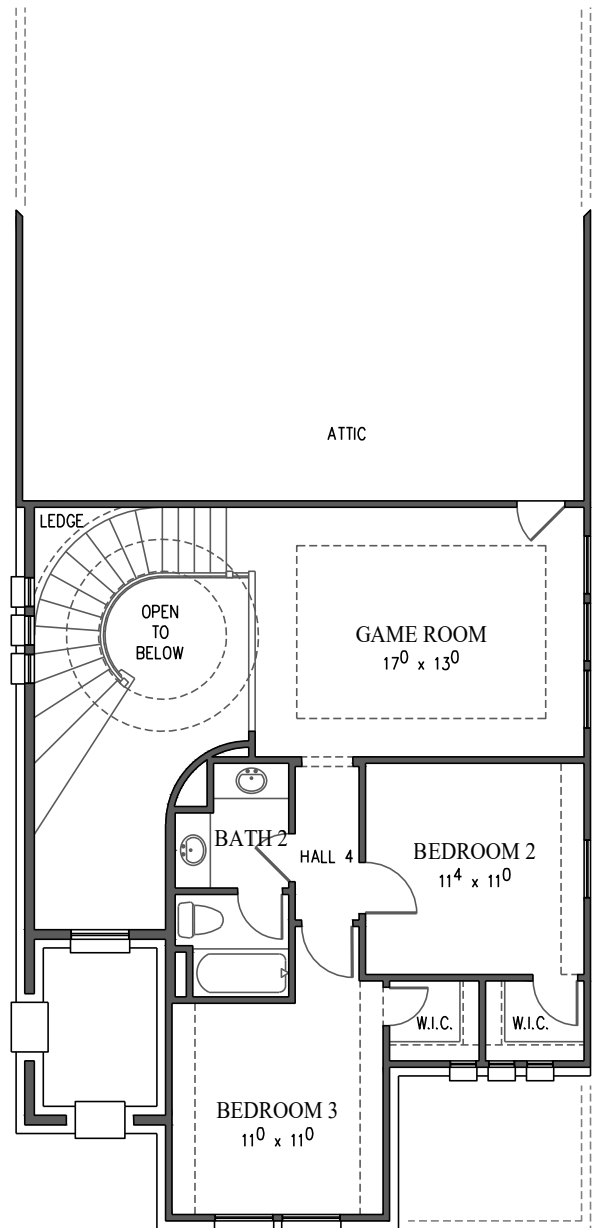 ATTIC
LEDGE
OPEN
TO
BELOW
GAME ROOM
17⁰ x 13⁰
BATH 2
HALL 4
BEDROOM 2
11⁴ x 11⁰
W.I.C.
W.I.C.
BEDROOM 3
11⁰ x 11⁰